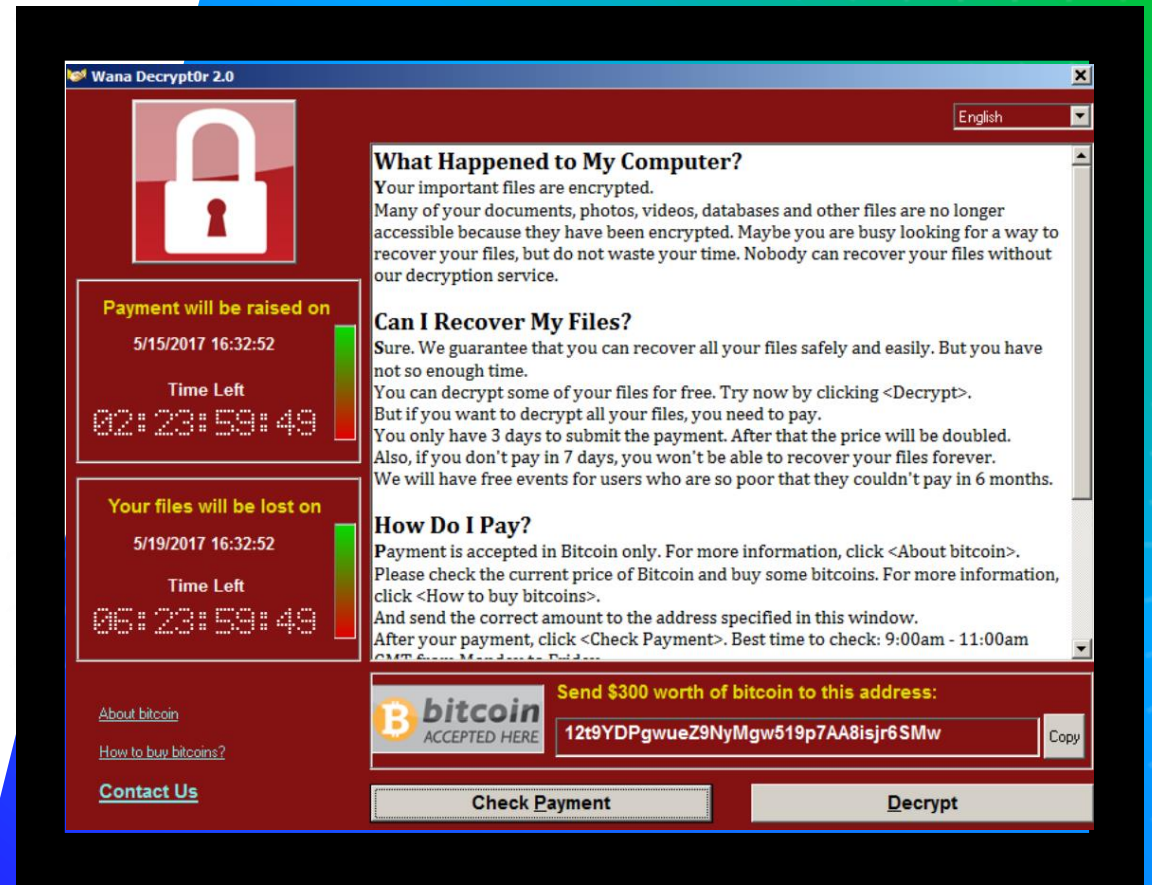 Wana Decrypt0r 2.0
English
What Happened to My Computer?
Your important files are encrypted.
Many of your documents, photos, videos, databases and other files are no longer
accessible because they have been encrypted. Maybe you are busy looking for a way to
recover your files, but do not waste your time. Nobody can recover your files without
our decryption service.
Can I Recover My Files?
Sure. We guarantee that you can recover all your files safely and easily. But you have
not so enough time.
You can decrypt some of your files for free. Try now by clicking <Decrypt>.
But if you want to decrypt all your files, you need to pay.
You only have 3 days to submit the payment. After that the price will be doubled.
Also, if you don't pay in 7 days, you won't be able to recover your files forever.
We will have free events for users who are so poor that they couldn't pay in 6 months.
How Do I Pay?
Payment is accepted in Bitcoin only. For more information, click <About bitcoin>.
Please check the current price of Bitcoin and buy some bitcoins. For more information,
click <How to buy bitcoins>.
And send the correct amount to the address specified in this window.
After your payment, click <Check Payment>. Best time to check: 9:00am - 11:00am
GMT from Monday to Friday
Payment will be raised on
5/15/2017 16:32:52
Time Left
02:23:59:49
Your files will be lost on
5/19/2017 16:32:52
Time Left
06:23:59:49
About bitcoin
How to buy bitcoins?
Contact Us
bitcoin
ACCEPTED HERE
Send $300 worth of bitcoin to this address:
12t9YDPgwueZ9NyMgw519p7AA8isjr6SMw
Copy
Check Payment
Decrypt